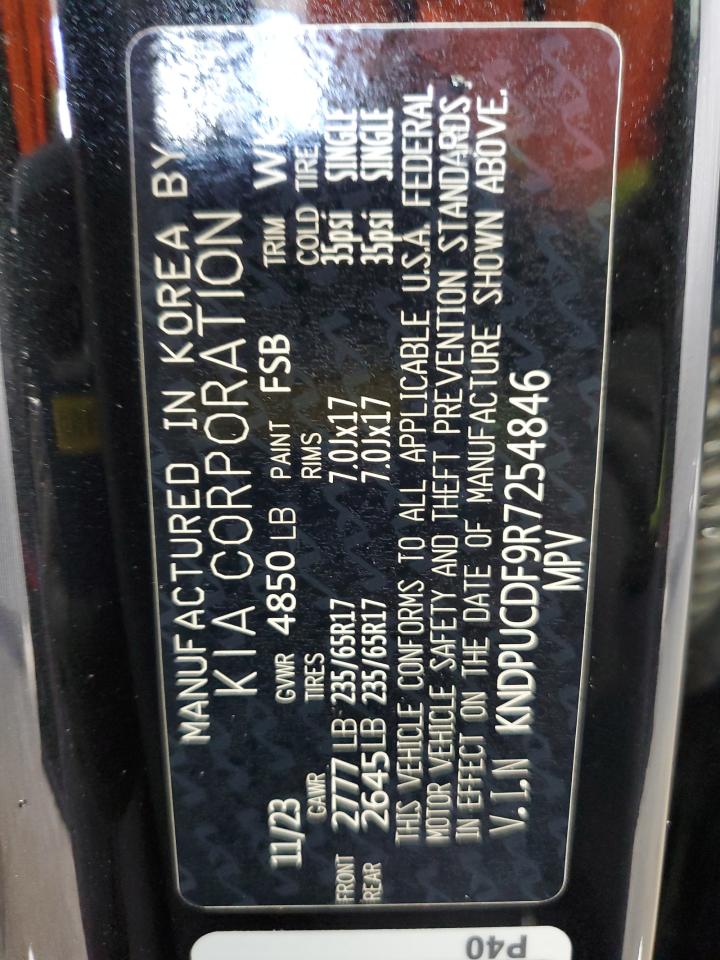 MANUFACTURED IN KOREA BY
KIA CORPORATION
11/23 GVWR 4850 LB PAINT FSB TRIM WK
GAWR TIRES RIMS COLD TIRE
FRONT 2777 LB 235/65R17 7.0Jx17 35psi SINGLE
REAR 2645 LB 235/65R17 7.0Jx17 35psi SINGLE
THIS VEHICLE CONFORMS TO ALL APPLICABLE U.S.A. FEDERAL
MOTOR VEHICLE SAFETY AND THEFT PREVENTION STANDARDS,
IN EFFECT ON THE DATE OF MANUFACTURE SHOWN ABOVE.
V.I.N KNDPUCDF9R7254846
MPV
P40